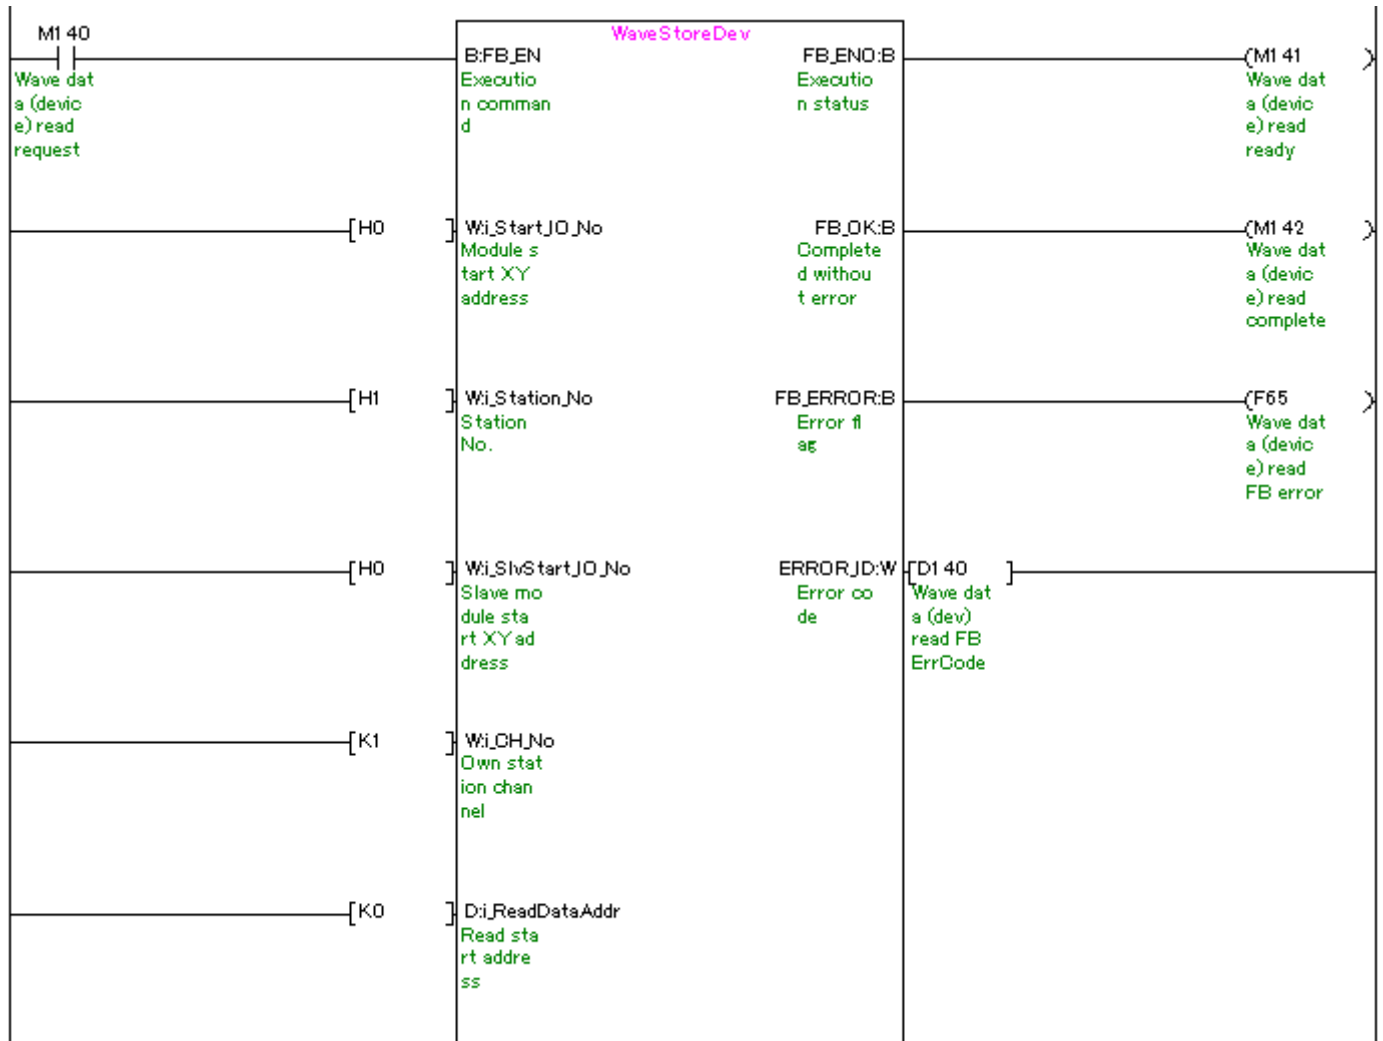 M140
WaveStoreDev
B:FB_EN
FB_ENO:B
(M141 )
Wave dat
a (devic
e) read
request
Executio
n comman
d
Executio
n status
Wave dat
a (devic
e) read
ready
[H0 ]
W:i_Start_IO_No
FB_OK:B
(M142 )
Module s
tart XY
address
Complete
d withou
t error
Wave dat
a (devic
e) read
complete
[H1 ]
W:i_Station_No
FB_ERROR:B
(F65 )
Station
No.
Error fl
ag
Wave dat
a (devic
e) read
FB error
[H0 ]
W:i_SlvStart_IO_No
ERROR_ID:W
[D140 ]
Slave mo
dule sta
rt XY ad
dress
Error co
de
Wave dat
a (dev)
read FB
ErrCode
[K1 ]
W:i_CH_No
Own stat
ion chan
nel
[K0 ]
D:i_ReadDataAddr
Read sta
rt addre
ss